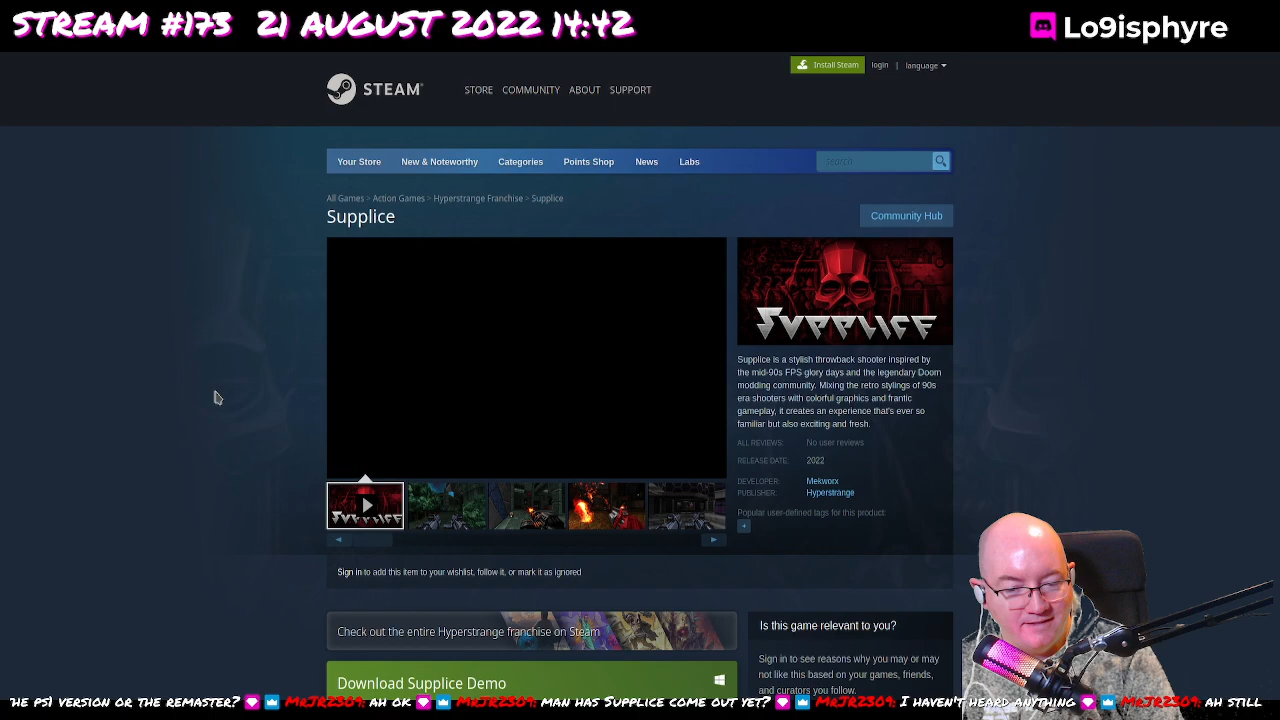 STREAM #173 21 AUGUST 2022 14:42
Lo9isphyre
Install Steam login | language
STEAM® STORE COMMUNITY ABOUT SUPPORT
Your Store New & Noteworthy Categories Points Shop News Labs search
All Games > Action Games > Hyperstrange Franchise > Supplice
Supplice
Community Hub
SUPPLICE
Supplice is a stylish throwback shooter inspired by
the mid-90s FPS glory days and the legendary Doom
modding community. Mixing the retro stylings of 90s
era shooters with colorful graphics and frantic
gameplay, it creates an experience that's ever so
familiar but also exciting and fresh.
ALL REVIEWS: No user reviews
RELEASE DATE: 2022
DEVELOPER: Mekworx
PUBLISHER: Hyperstrange
Popular user-defined tags for this product:
+
SUPPLICE
Sign in to add this item to your wishlist, follow it, or mark it as ignored
Check out the entire Hyperstrange franchise on Steam
Download Supplice Demo
Is this game relevant to you?
Sign in to see reasons why you may or may
not like this based on your games, friends,
and curators you follow.
he ps1 version or the remaster? MrJR2309: ah ok MrJR2309: man has Supplice come out yet MrJR2309: I haven't heard anything MrJR2309: ah still